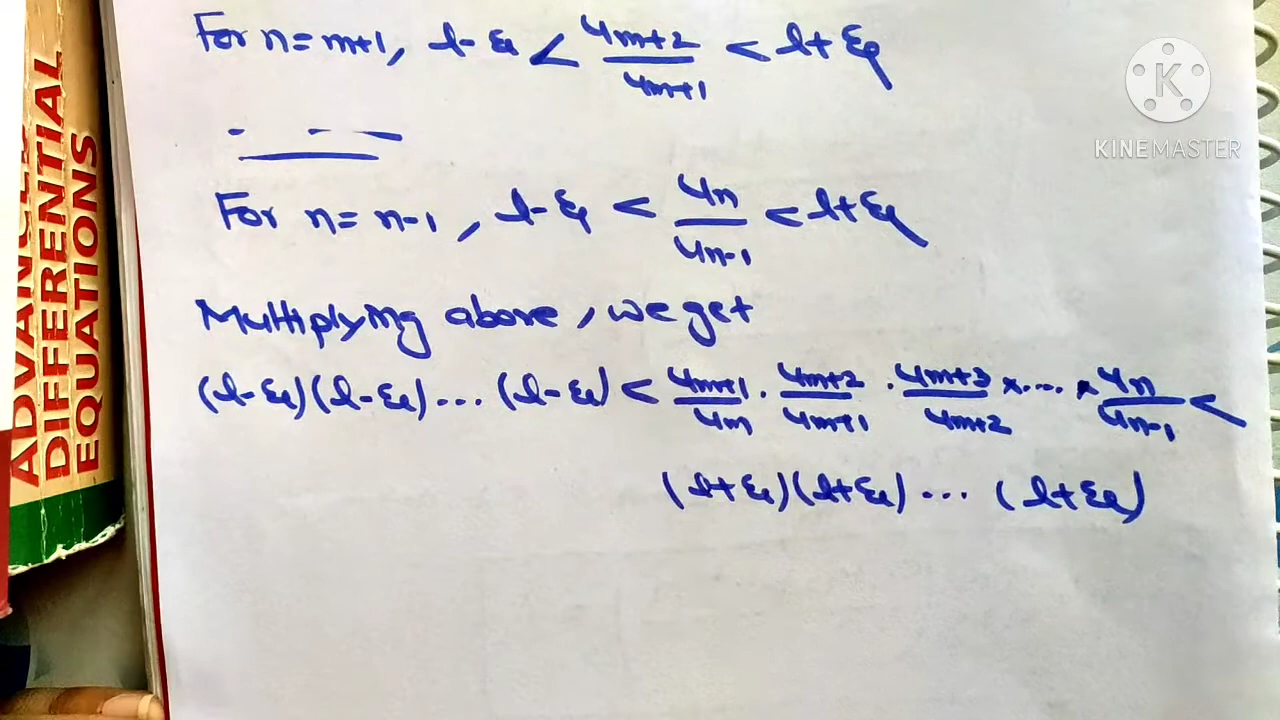 For n = m+1, l-ε₁ < u_{m+2}/u_{m+1} < l+ε₁
- - -
For n = n-1, l-ε₁ < u_n/u_{n-1} < l+ε₁
Multiplying above, we get
(l-ε₁)(l-ε₁)... (l-ε₁) < u_{m+1}/u_m . u_{m+2}/u_{m+1} . u_{m+3}/u_{m+2} × .... × u_n/u_{n-1} <
(l+ε₁)(l+ε₁) ... (l+ε₁)
KINEMASTER
K
ADVANCED
DIFFERENTIAL
EQUATIONS